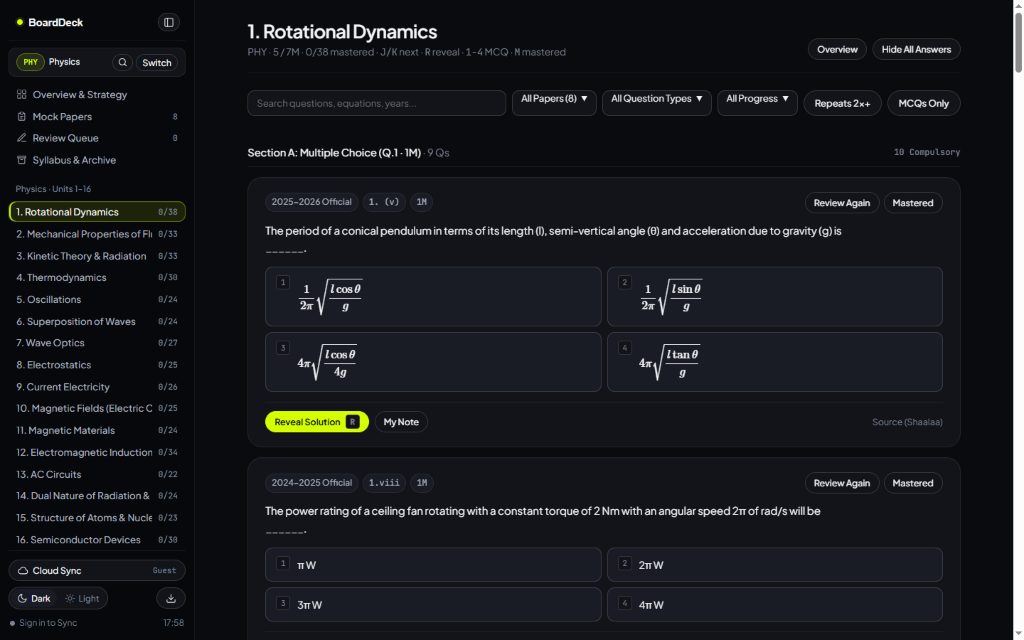 BoardDeck
PHY Physics Switch
Overview & Strategy
Mock Papers 8
Review Queue 0
Syllabus & Archive
Physics · Units 1–16
1. Rotational Dynamics 0/38
2. Mechanical Properties of Fl 0/33
3. Kinetic Theory & Radiation 0/33
4. Thermodynamics 0/30
5. Oscillations 0/24
6. Superposition of Waves 0/24
7. Wave Optics 0/27
8. Electrostatics 0/25
9. Current Electricity 0/26
10. Magnetic Fields (Electric C 0/25
11. Magnetic Materials 0/24
12. Electromagnetic Induction 0/34
13. AC Circuits 0/22
14. Dual Nature of Radiation & 0/24
15. Structure of Atoms & Nucle 0/23
16. Semiconductor Devices 0/30
Cloud Sync Guest
Dark Light
Sign in to Sync 17:58
1. Rotational Dynamics
PHY · 5 / 7M · 0/38 mastered · J/K next · R reveal · 1-4 MCQ · M mastered
Overview Hide All Answers
Search questions, equations, years... All Papers (8) ▼ All Question Types ▼ All Progress ▼ Repeats 2×+ MCQs Only
Section A: Multiple Choice (Q.1 · 1M) · 9 Qs 10 Compulsory
2025–2026 Official 1. (v) 1M Review Again Mastered
The period of a conical pendulum in terms of its length (l), semi-vertical angle (θ) and acceleration due to gravity (g) is
______.
1 1/2π √(l cos θ/g)
2 1/2π √(l sin θ/g)
3 4π √(l cos θ/4g)
4 4π √(l tan θ/g)
Reveal Solution R My Note Source (Shaalaa)
2024–2025 Official 1.viii 1M Review Again Mastered
The power rating of a ceiling fan rotating with a constant torque of 2 Nm with an angular speed 2π of rad/s will be
______.
1 π W
2 2π W
3 3π W
4 4π W